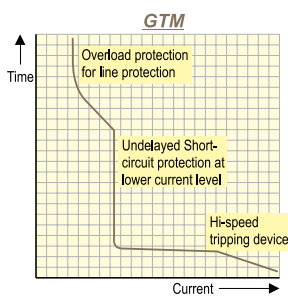 GTM
Time
Overload protection
for line protection
Undelayed Short-
circuit protection at
lower current level
Hi-speed
tripping device
Current